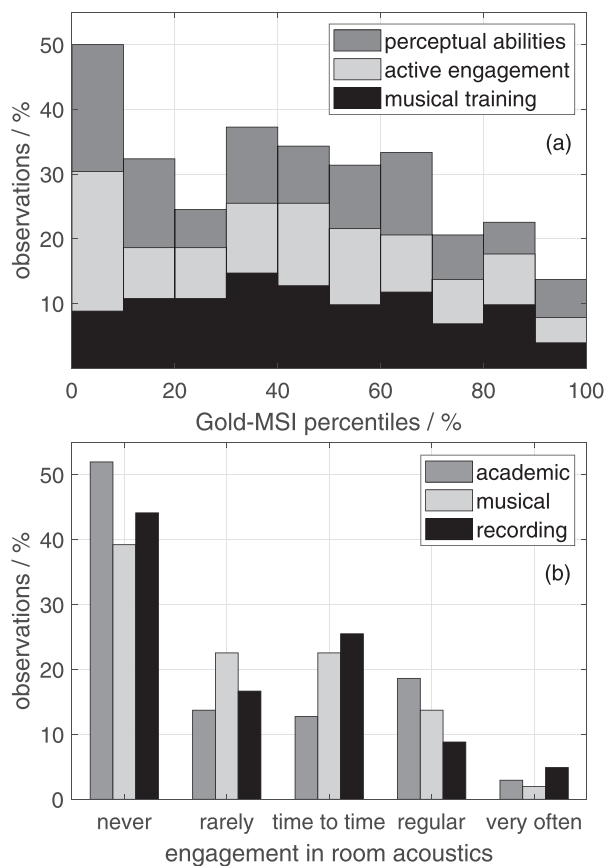 50
40
30
20
10
observations / %
perceptual abilities
active engagement
musical training
(a)
0 20 40 60 80 100
Gold-MSI percentiles / %
50
40
30
20
10
0
observations / %
academic
musical
recording
(b)
never rarely time to time regular very often
engagement in room acoustics